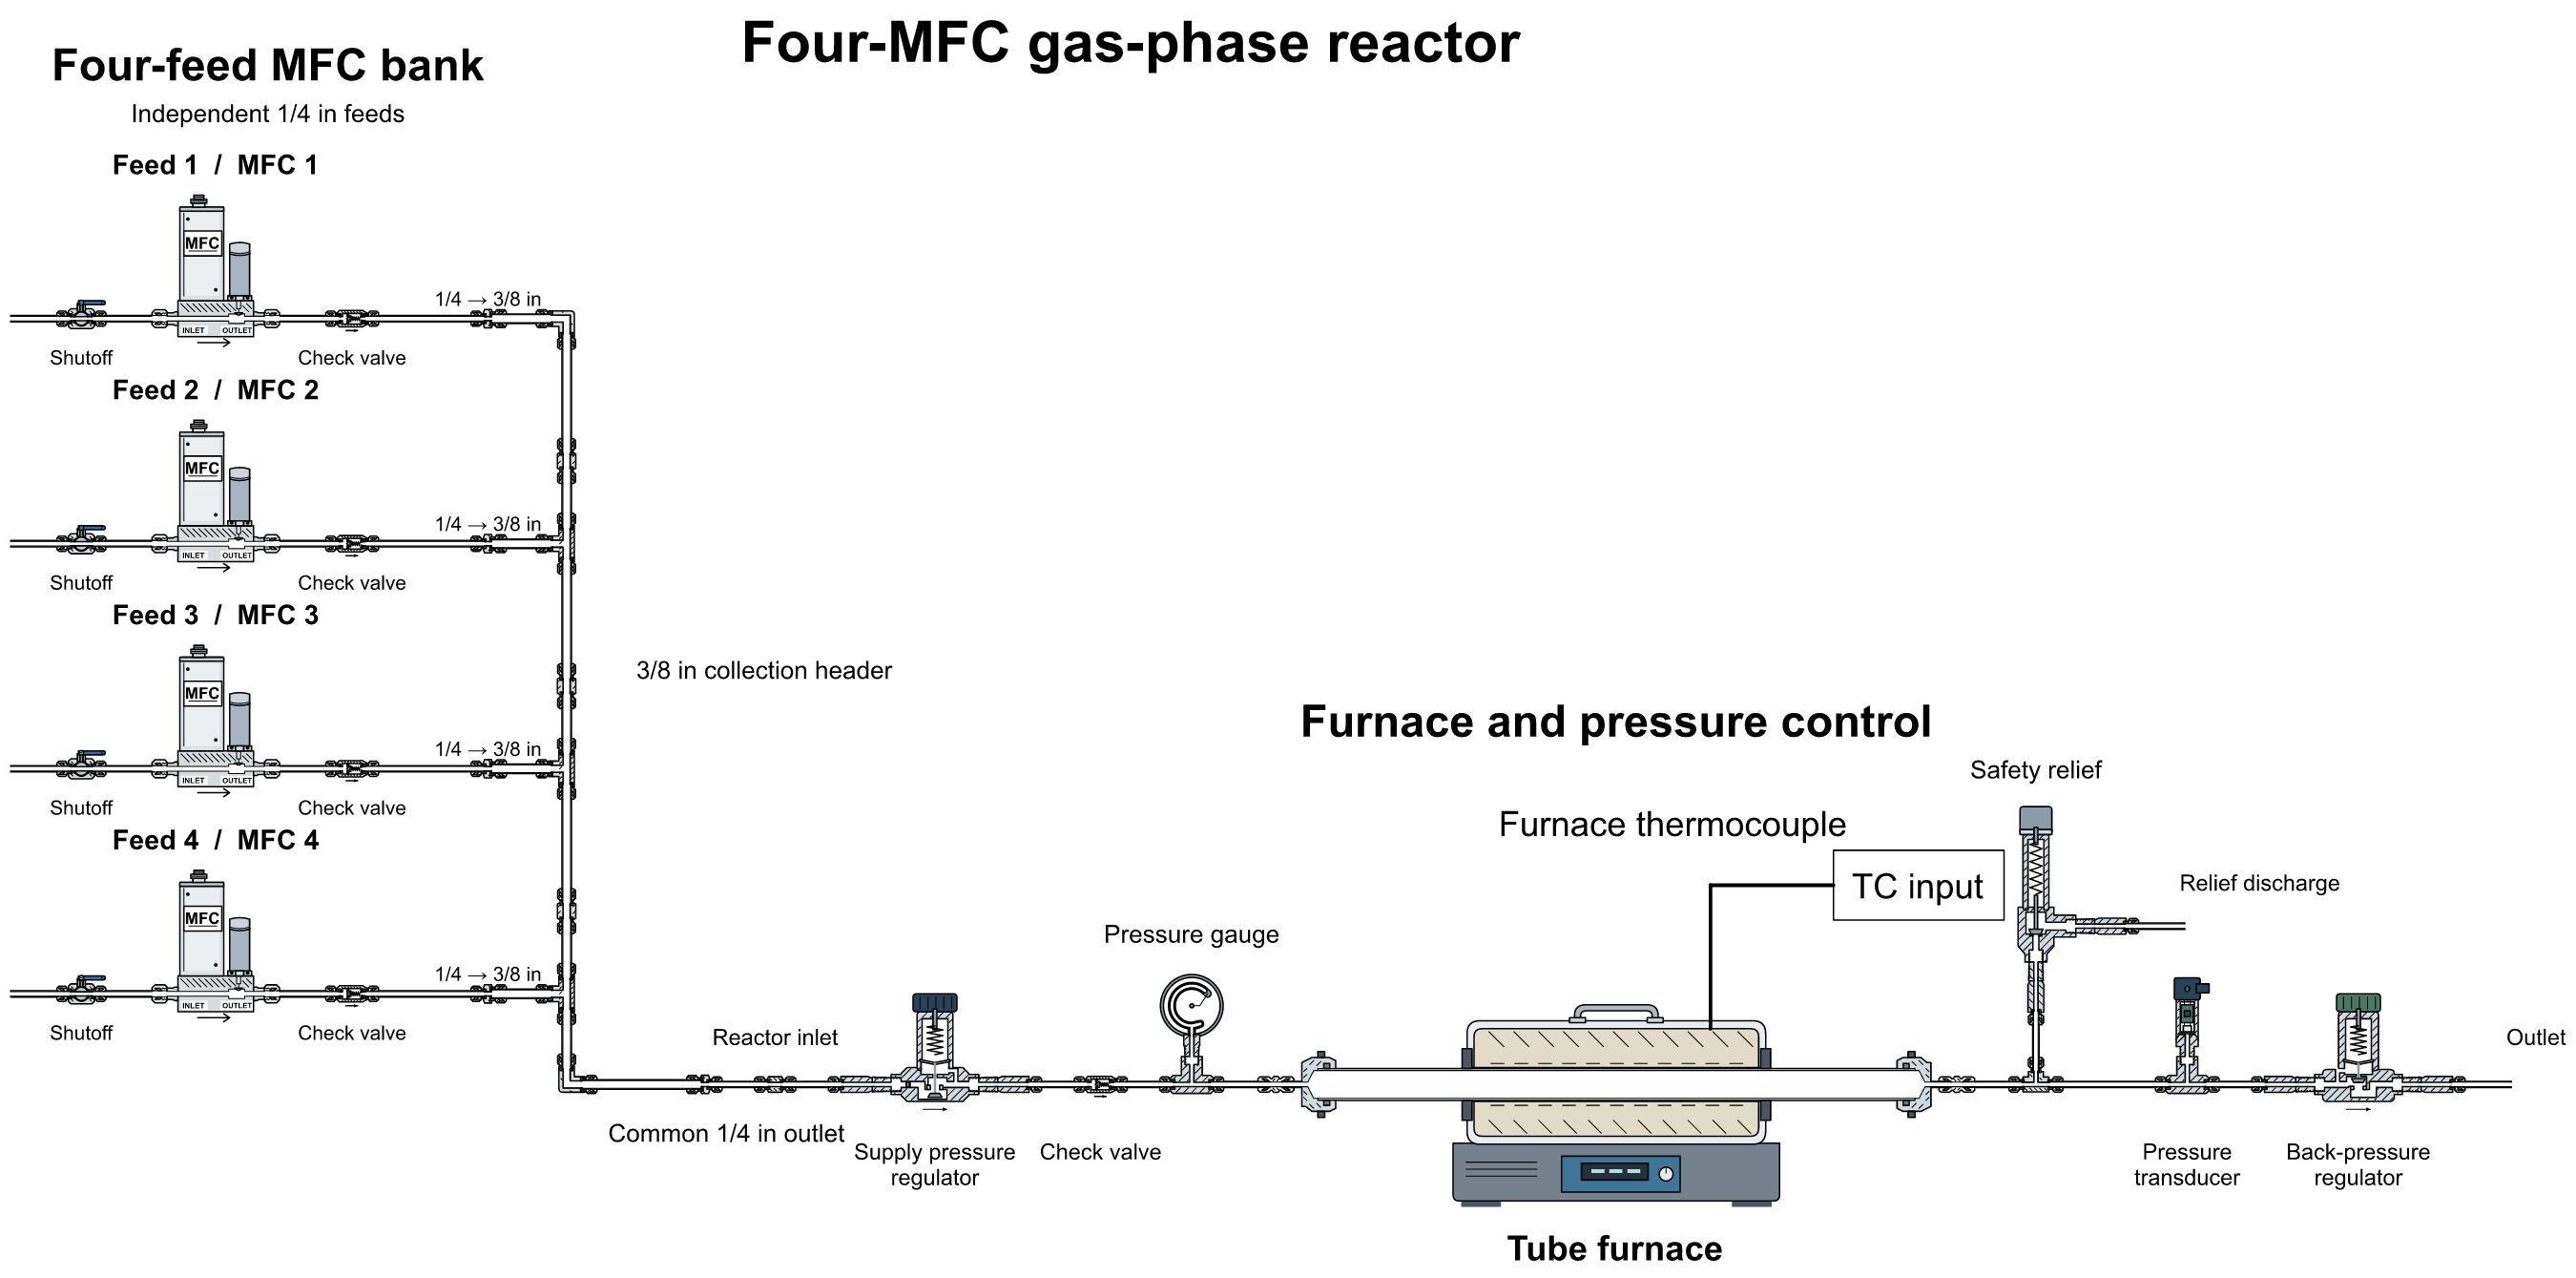 Four-MFC gas-phase reactor
Four-feed MFC bank
Independent 1/4 in feeds
Feed 1 / MFC 1
MFC
1/4 → 3/8 in
INLET OUTLET
Shutoff
Check valve
Feed 2 / MFC 2
MFC
1/4 → 3/8 in
INLET OUTLET
Shutoff
Check valve
Feed 3 / MFC 3
MFC
1/4 → 3/8 in
INLET OUTLET
Shutoff
Check valve
Feed 4 / MFC 4
MFC
1/4 → 3/8 in
INLET OUTLET
Shutoff
Check valve
3/8 in collection header
Reactor inlet
Common 1/4 in outlet
Supply pressure
regulator
Check valve
Pressure gauge
Furnace and pressure control
Furnace thermocouple
TC input
Safety relief
Relief discharge
Tube furnace
Pressure
transducer
Back-pressure
regulator
Outlet